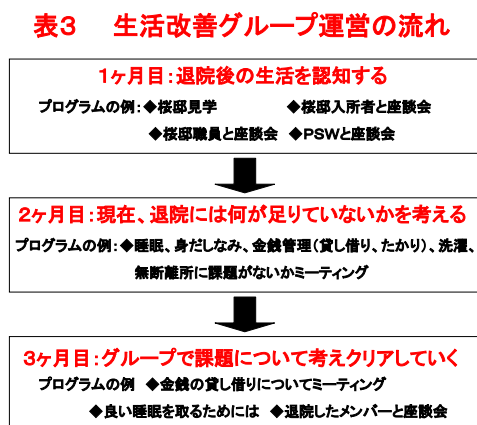 表3 生活改善グループ運営の流れ
1ヶ月目:退院後の生活を認知する
プログラムの例:◆桜邸見学 ◆桜邸入所者と座談会
◆桜邸職員と座談会 ◆PSWと座談会
2ヶ月目:現在、退院には何が足りていないかを考える
プログラムの例:◆睡眠、身だしなみ、金銭管理(貸し借り、たかり)、洗濯、
無断離所に課題がないかミーティング
3ヶ月目:グループで課題について考えクリアしていく
プログラムの例 ◆金銭の貸し借りについてミーティング
◆良い睡眠を取るためには ◆退院したメンバーと座談会